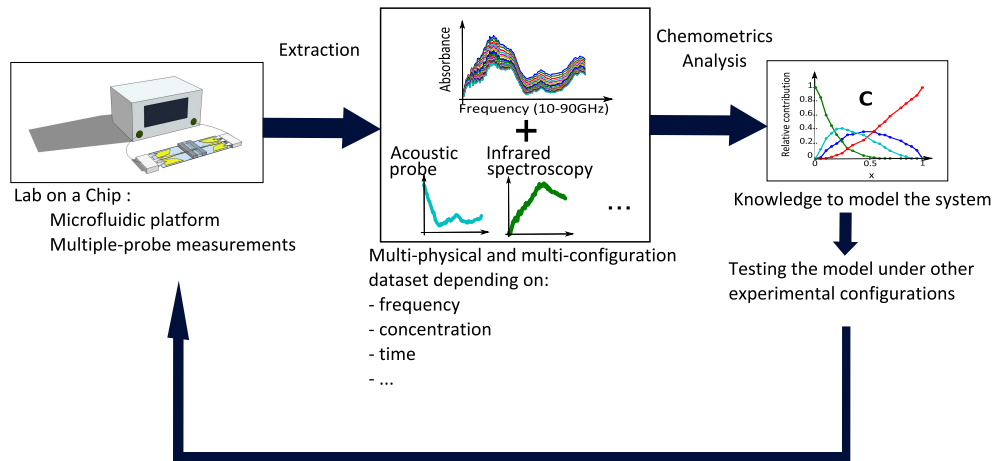 Extraction
Chemometrics
Analysis
Absorbance
Frequency (10-90GHz)
+
Acoustic
probe
Infrared
spectroscopy
...
Relative contribution
1
0.8
0.6
0.4
0.2
0
0
0.5
1
x
C
Lab on a Chip :
Microfluidic platform
Multiple-probe measurements
Multi-physical and multi-configuration
dataset depending on:
- frequency
- concentration
- time
- ...
Knowledge to model the system
Testing the model under other
experimental configurations